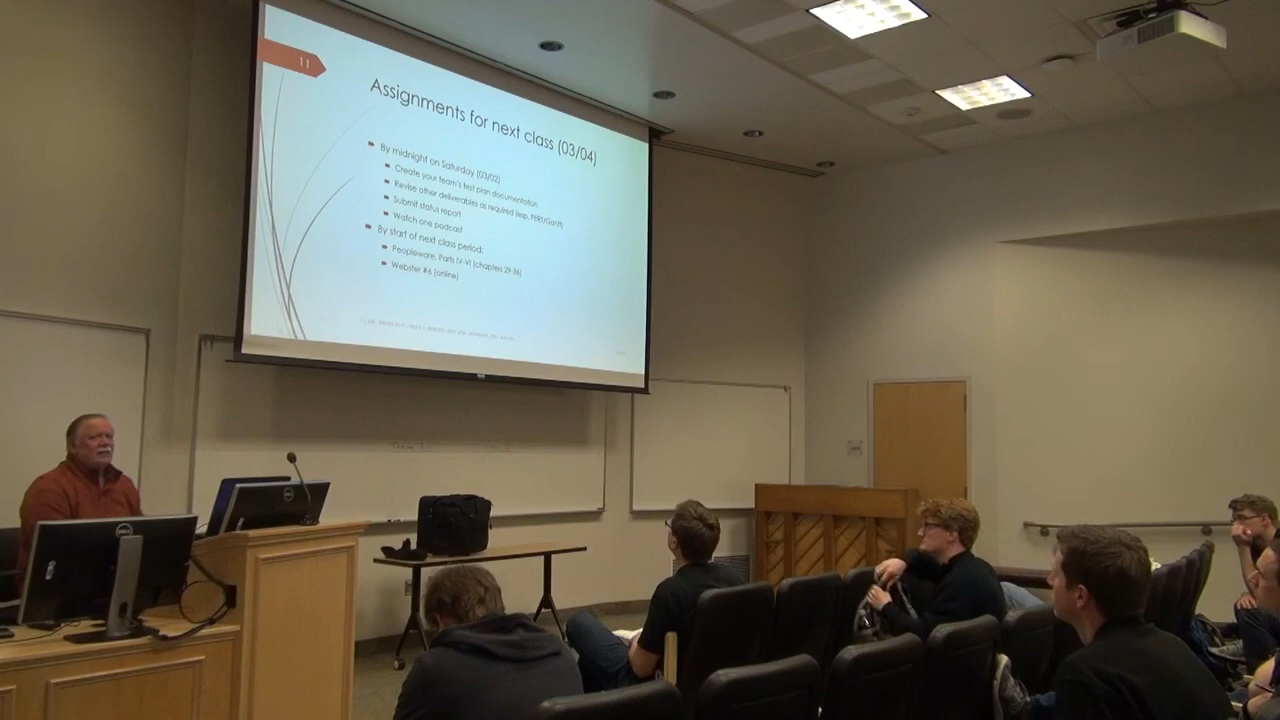 11
Assignments for next class (03/04)
By midnight on Saturday (03/02)
Create your team's test plan documentation
Revise other deliverables as required (esp. PERT/Gantt)
Submit status report
Watch one podcast
By start of next class period:
Peopleware, Parts IV-VI (chapters 29-36)
Webster #6 (online)
Team
DELL
DELL